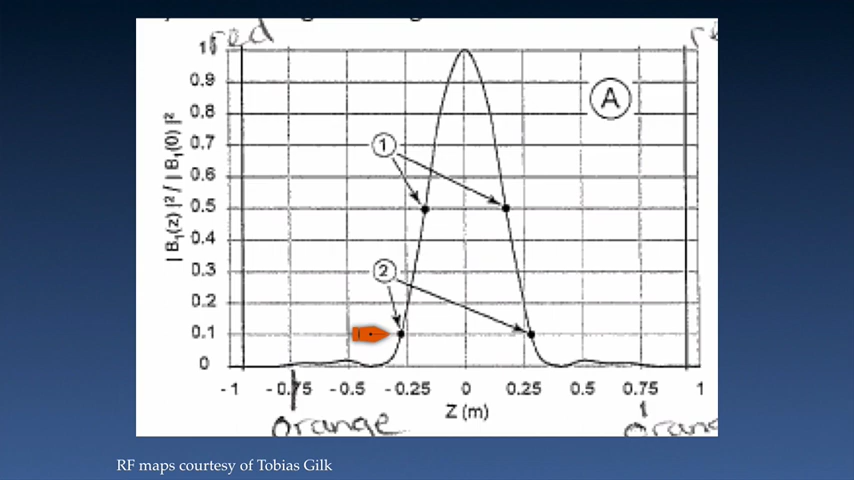 red
re
1
0.9
0.8
0.7
0.6
0.5
0.4
0.3
0.2
0.1
0
|B₁(z)|² / |B₁(0)|²
A
1
2
-1 -0.75 -0.5 -0.25 0 0.25 0.5 0.75 1
Z (m)
orange
oran
RF maps courtesy of Tobias Gilk